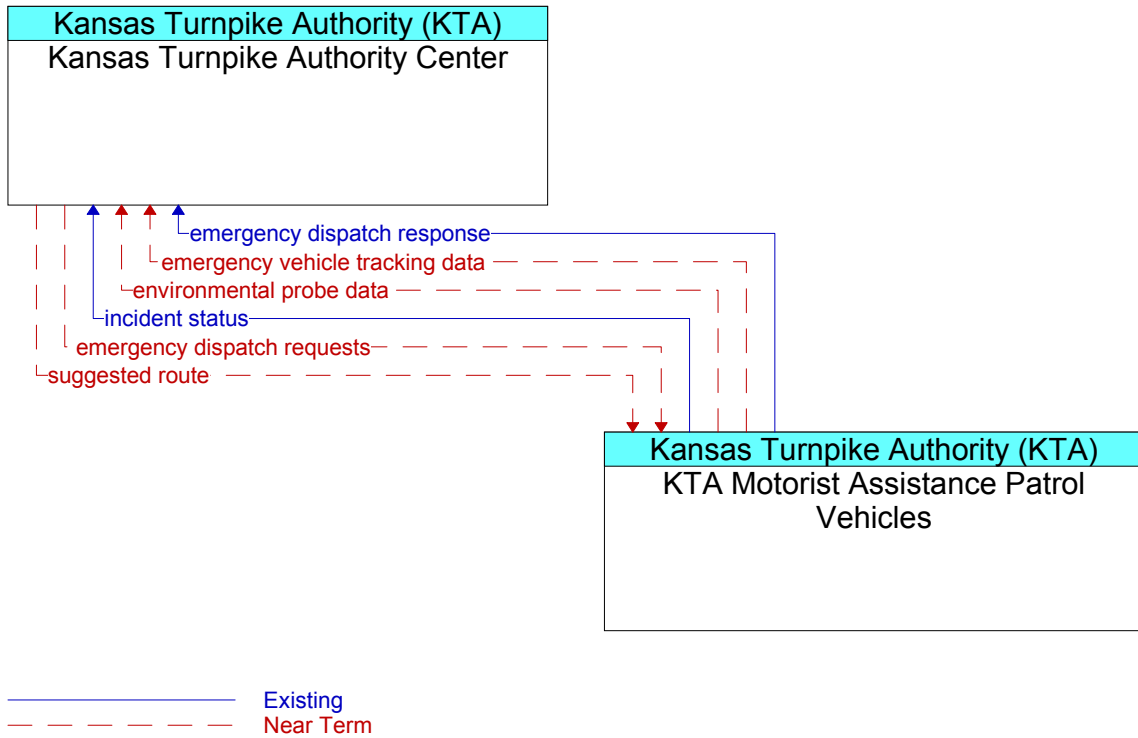 Kansas Turnpike Authority (KTA)
Kansas Turnpike Authority Center
emergency dispatch response
emergency vehicle tracking data
environmental probe data
incident status
emergency dispatch requests
suggested route
Kansas Turnpike Authority (KTA)
KTA Motorist Assistance Patrol
Vehicles
Existing
Near Term